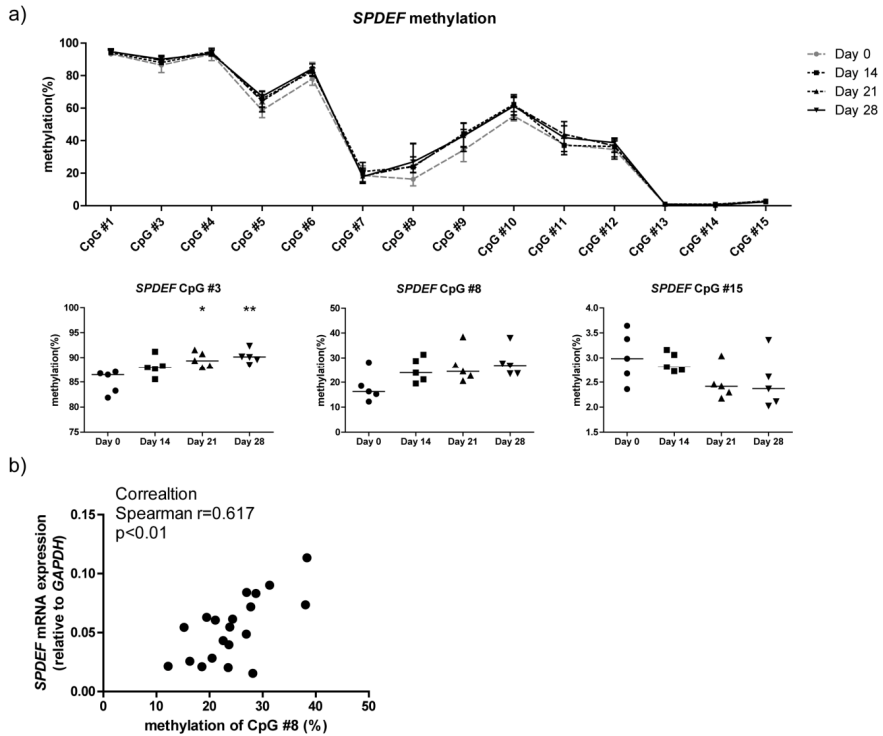 a)
SPDEF methylation
methylation(%)
100
80
60
40
20
0
CpG #1
CpG #3
CpG #4
CpG #5
CpG #6
CpG #7
CpG #8
CpG #9
CpG #10
CpG #11
CpG #12
CpG #13
CpG #14
CpG #15
Day 0
Day 14
Day 21
Day 28
SPDEF CpG #3
methylation(%)
100
95
90
85
80
75
*
**
Day 0 Day 14 Day 21 Day 28
SPDEF CpG #8
methylation(%)
50
40
30
20
10
0
Day 0 Day 14 Day 21 Day 28
SPDEF CpG #15
methylation(%)
4.0
3.5
3.0
2.5
2.0
1.5
Day 0 Day 14 Day 21 Day 28
b)
Correaltion
Spearman r=0.617
p<0.01
SPDEF mRNA expression
(relative to GAPDH)
0.15
0.10
0.05
0.00
0 10 20 30 40 50
methylation of CpG #8 (%)